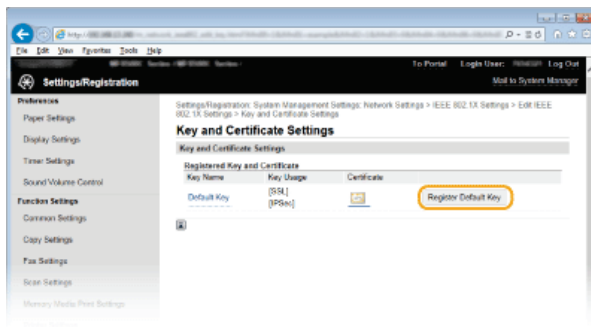 http://
File Edit View Favorites Tools Help
To Portal Login User: Log Out
Settings/Registration
Mail to System Manager
Preferences
Paper Settings
Display Settings
Timer Settings
Sound Volume Control
Function Settings
Common Settings
Copy Settings
Fax Settings
Scan Settings
Memory Media Print Settings
Settings/Registration: System Management Settings: Network Settings > IEEE 802.1X Settings > Edit IEEE
802.1X Settings > Key and Certificate Settings
Key and Certificate Settings
Key and Certificate Settings
Registered Key and Certificate
Key Name Key Usage Certificate
Default Key [SSL] Register Default Key
[IPSec]